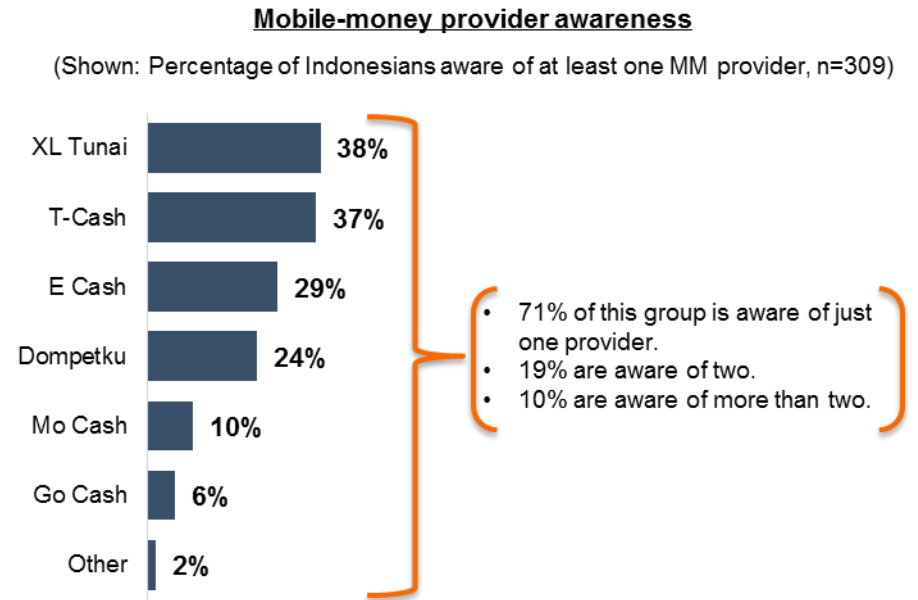 Mobile-money provider awareness
(Shown: Percentage of Indonesians aware of at least one MM provider, n=309)
XL Tunai 38%
T-Cash 37%
E Cash 29%
Dompetku 24%
Mo Cash 10%
Go Cash 6%
Other 2%
• 71% of this group is aware of just
one provider.
• 19% are aware of two.
• 10% are aware of more than two.